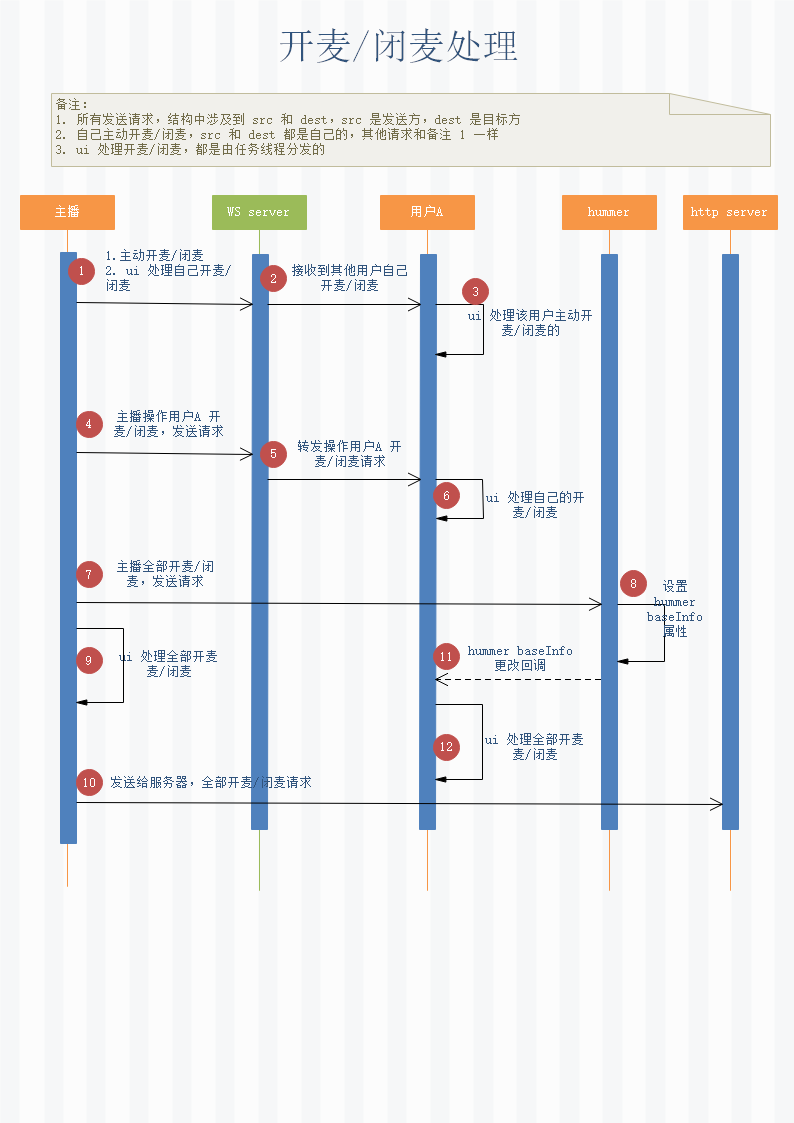 开麦/闭麦处理
备注:
1. 所有发送请求，结构中涉及到 src 和 dest，src 是发送方，dest 是目标方
2. 自己主动开麦/闭麦，src 和 dest 都是自己的，其他请求和备注 1 一样
3. ui 处理开麦/闭麦，都是由任务线程分发的
主播
WS server
用户A
hummer
http server
1
1.主动开麦/闭麦
2. ui 处理自己开麦/
闭麦
2
接收到其他用户自己
开麦/闭麦
3
ui 处理该用户主动开
麦/闭麦的
4
主播操作用户A 开
麦/闭麦，发送请求
5
转发操作用户A 开
麦/闭麦请求
6
ui 处理自己的开
麦/闭麦
7
主播全部开麦/闭
麦，发送请求
8
设置
hummer
baseInfo
属性
9
ui 处理全部开麦
麦/闭麦
11
hummer baseInfo
更改回调
12
ui 处理全部开麦
麦/闭麦
10
发送给服务器，全部开麦/闭麦请求